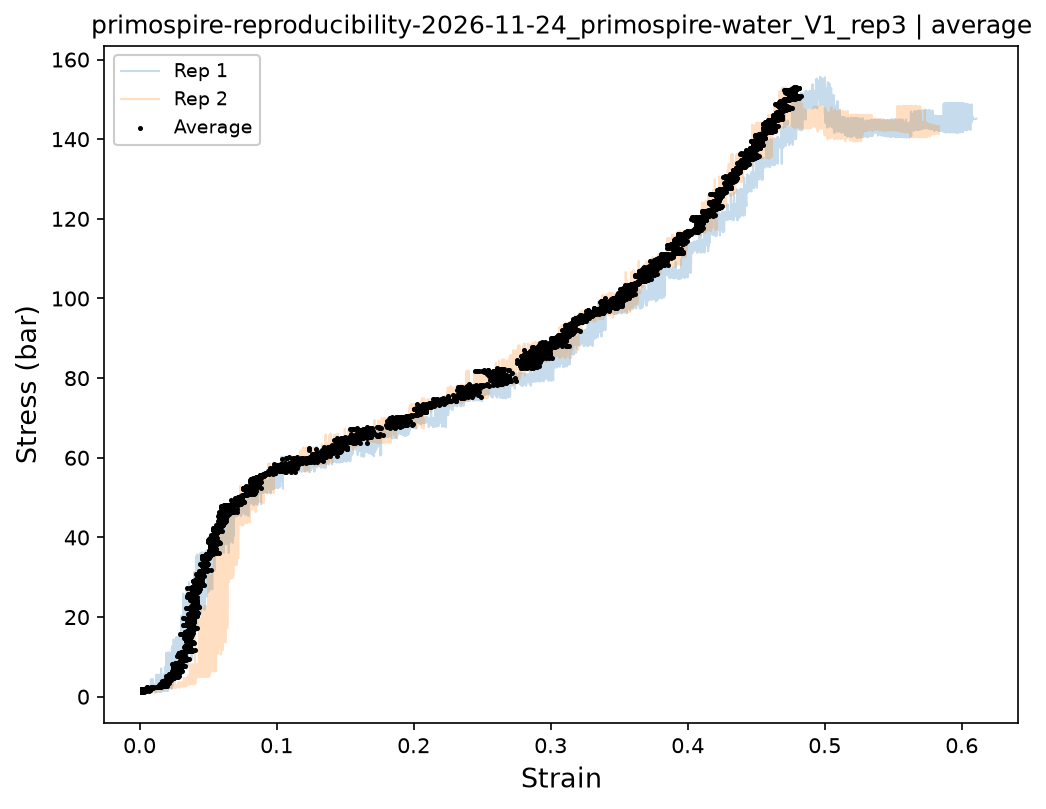 primospire-reproducibility-2026-11-24_primospire-water_V1_rep3 | average
Rep 1
Rep 2
Average
160
140
120
100
80
60
40
20
0
Stress (bar)
0.0 0.1 0.2 0.3 0.4 0.5 0.6
Strain